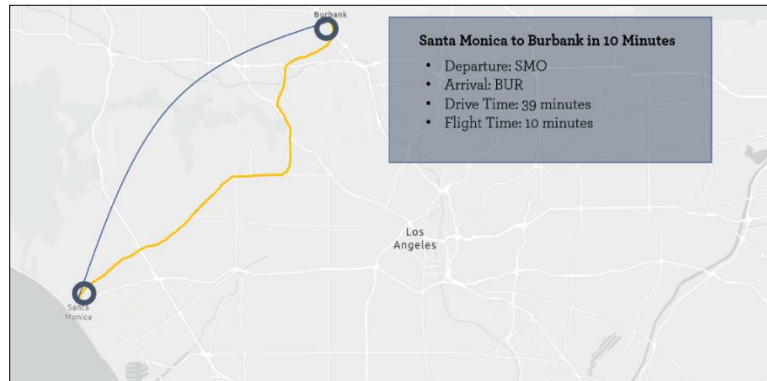 Burbank
Santa Monica to Burbank in 10 Minutes
• Departure: SMO
• Arrival: BUR
• Drive Time: 39 minutes
• Flight Time: 10 minutes
Los
Angeles
Santa
Monica